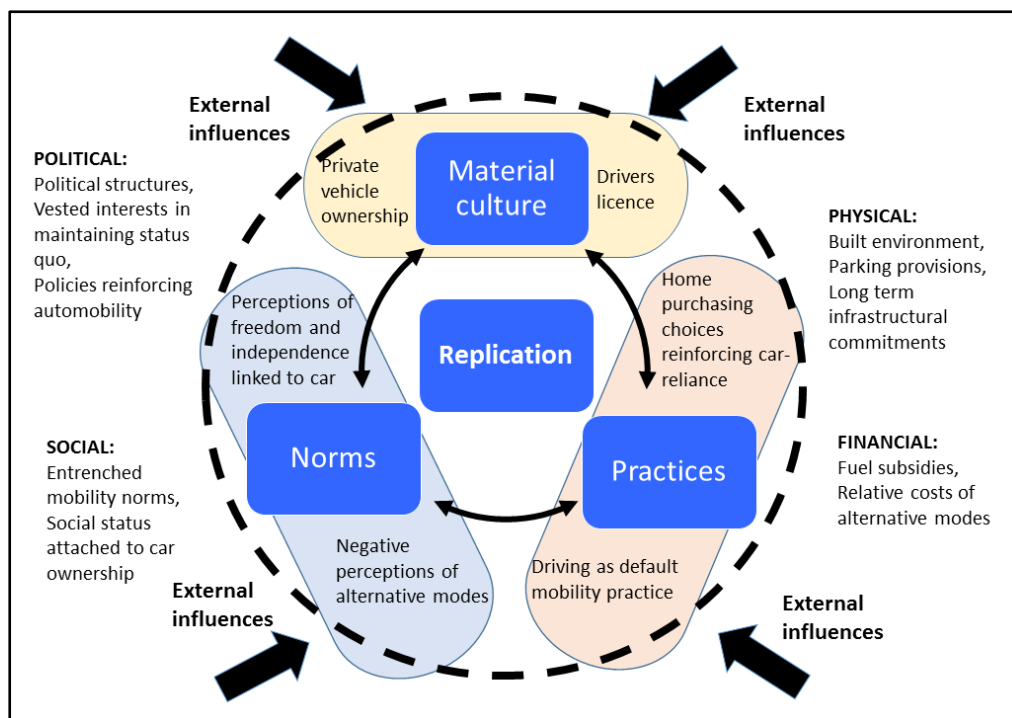 External
influences
External
influences
POLITICAL:
Political structures,
Vested interests in
maintaining status
quo,
Policies reinforcing
automobility
Private
vehicle
ownership
Material
culture
Drivers
licence
PHYSICAL:
Built environment,
Parking provisions,
Long term
infrastructural
commitments
Perceptions of
freedom and
independence
linked to car
Replication
Home
purchasing
choices
reinforcing car-
reliance
SOCIAL:
Entrenched
mobility norms,
Social status
attached to car
ownership
Norms
Practices
FINANCIAL:
Fuel subsidies,
Relative costs of
alternative modes
Negative
perceptions of
alternative modes
Driving as default
mobility practice
External
influences
External
influences